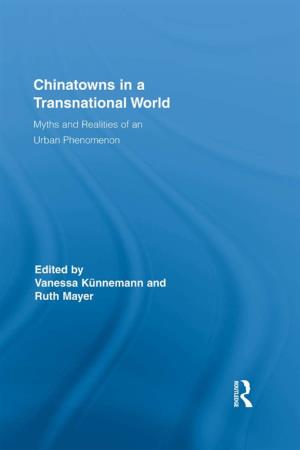 Chinatowns in a
Transnational World
Myths and Realities of an
Urban Phenomenon
Edited by
Vanessa Künnemann and
Ruth Mayer
ROUTLEDGE